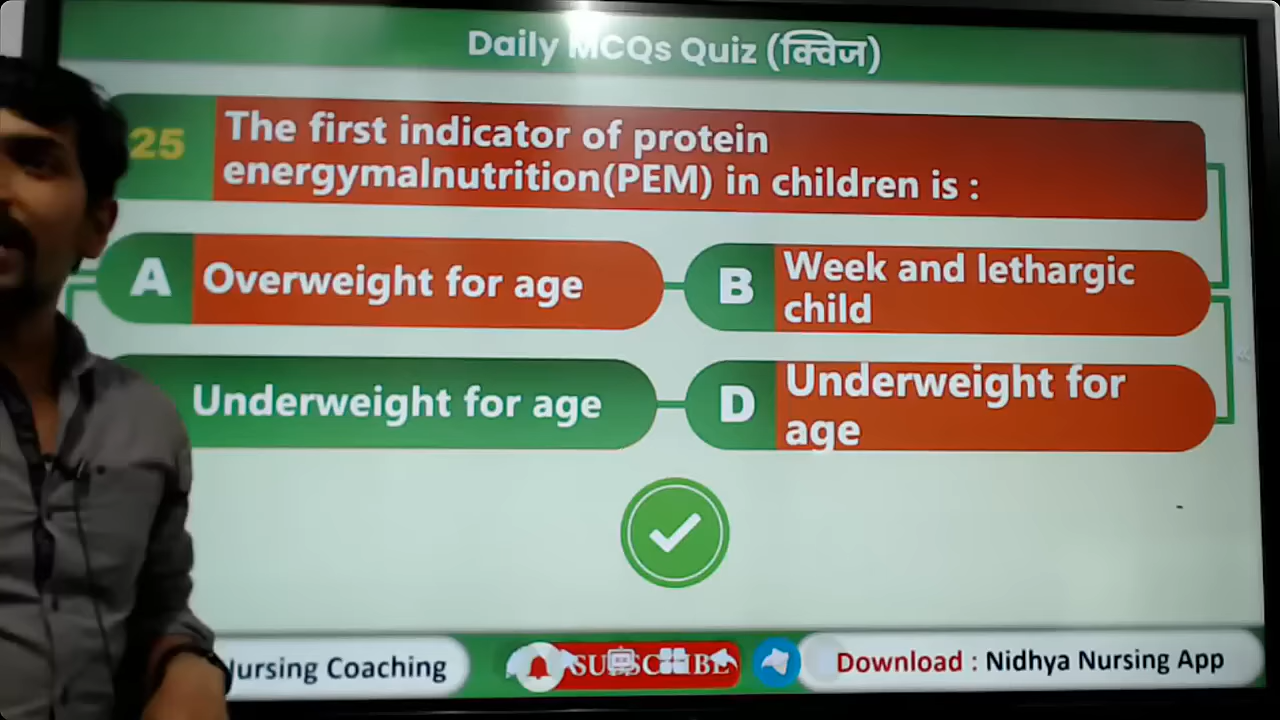 Daily MCQs Quiz (क्विज)
25
The first indicator of protein
energymalnutrition(PEM) in children is :
A Overweight for age
B Week and lethargic
child
Underweight for age
D Underweight for
age
Nursing Coaching
SUBSCRIBE
Download : Nidhya Nursing App